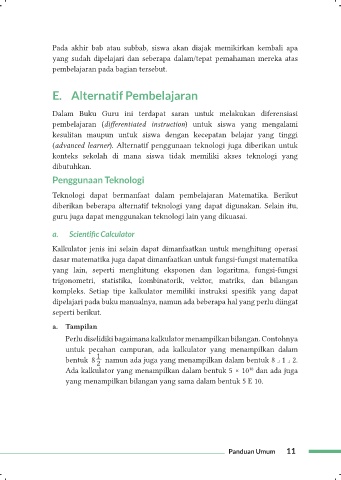 Pada akhir bab atau subbab, siswa akan diajak memikirkan kembali apa
yang sudah dipelajari dan seberapa dalam/tepat pemahaman mereka atas
pembelajaran pada bagian tersebut.
E. Alternatif Pembelajaran
Dalam Buku Guru ini terdapat saran untuk melakukan diferensiasi
pembelajaran (differentiated instruction) untuk siswa yang mengalami
kesulitan maupun untuk siswa dengan kecepatan belajar yang tinggi
(advanced learner). Alternatif penggunaan teknologi juga diberikan untuk
konteks sekolah di mana siswa tidak memiliki akses teknologi yang
dibutuhkan.
Penggunaan Teknologi
Teknologi dapat bermanfaat dalam pembelajaran Matematika. Berikut
diberikan beberapa alternatif teknologi yang dapat digunakan. Selain itu,
guru juga dapat menggunakan teknologi lain yang dikuasai.
a. Scientific Calculator
Kalkulator jenis ini selain dapat dimanfaatkan untuk menghitung operasi
dasar matematika juga dapat dimanfaatkan untuk fungsi-fungsi matematika
yang lain, seperti menghitung eksponen dan logaritma, fungsi-fungsi
trigonometri, statistika, kombinatorik, vektor, matriks, dan bilangan
kompleks. Setiap tipe kalkulator memiliki instruksi spesifik yang dapat
dipelajari pada buku manualnya, namun ada beberapa hal yang perlu diingat
seperti berikut.
a. Tampilan
Perlu diselidiki bagaimana kalkulator menampilkan bilangan. Contohnya
untuk pecahan campuran, ada kalkulator yang menampilkan dalam
bentuk 8 1/2 namun ada juga yang menampilkan dalam bentuk 8 ⌟ 1 ⌟ 2.
Ada kalkulator yang menampilkan dalam bentuk 5 × 10¹⁰ dan ada juga
yang menampilkan bilangan yang sama dalam bentuk 5 E 10.
Panduan Umum 11